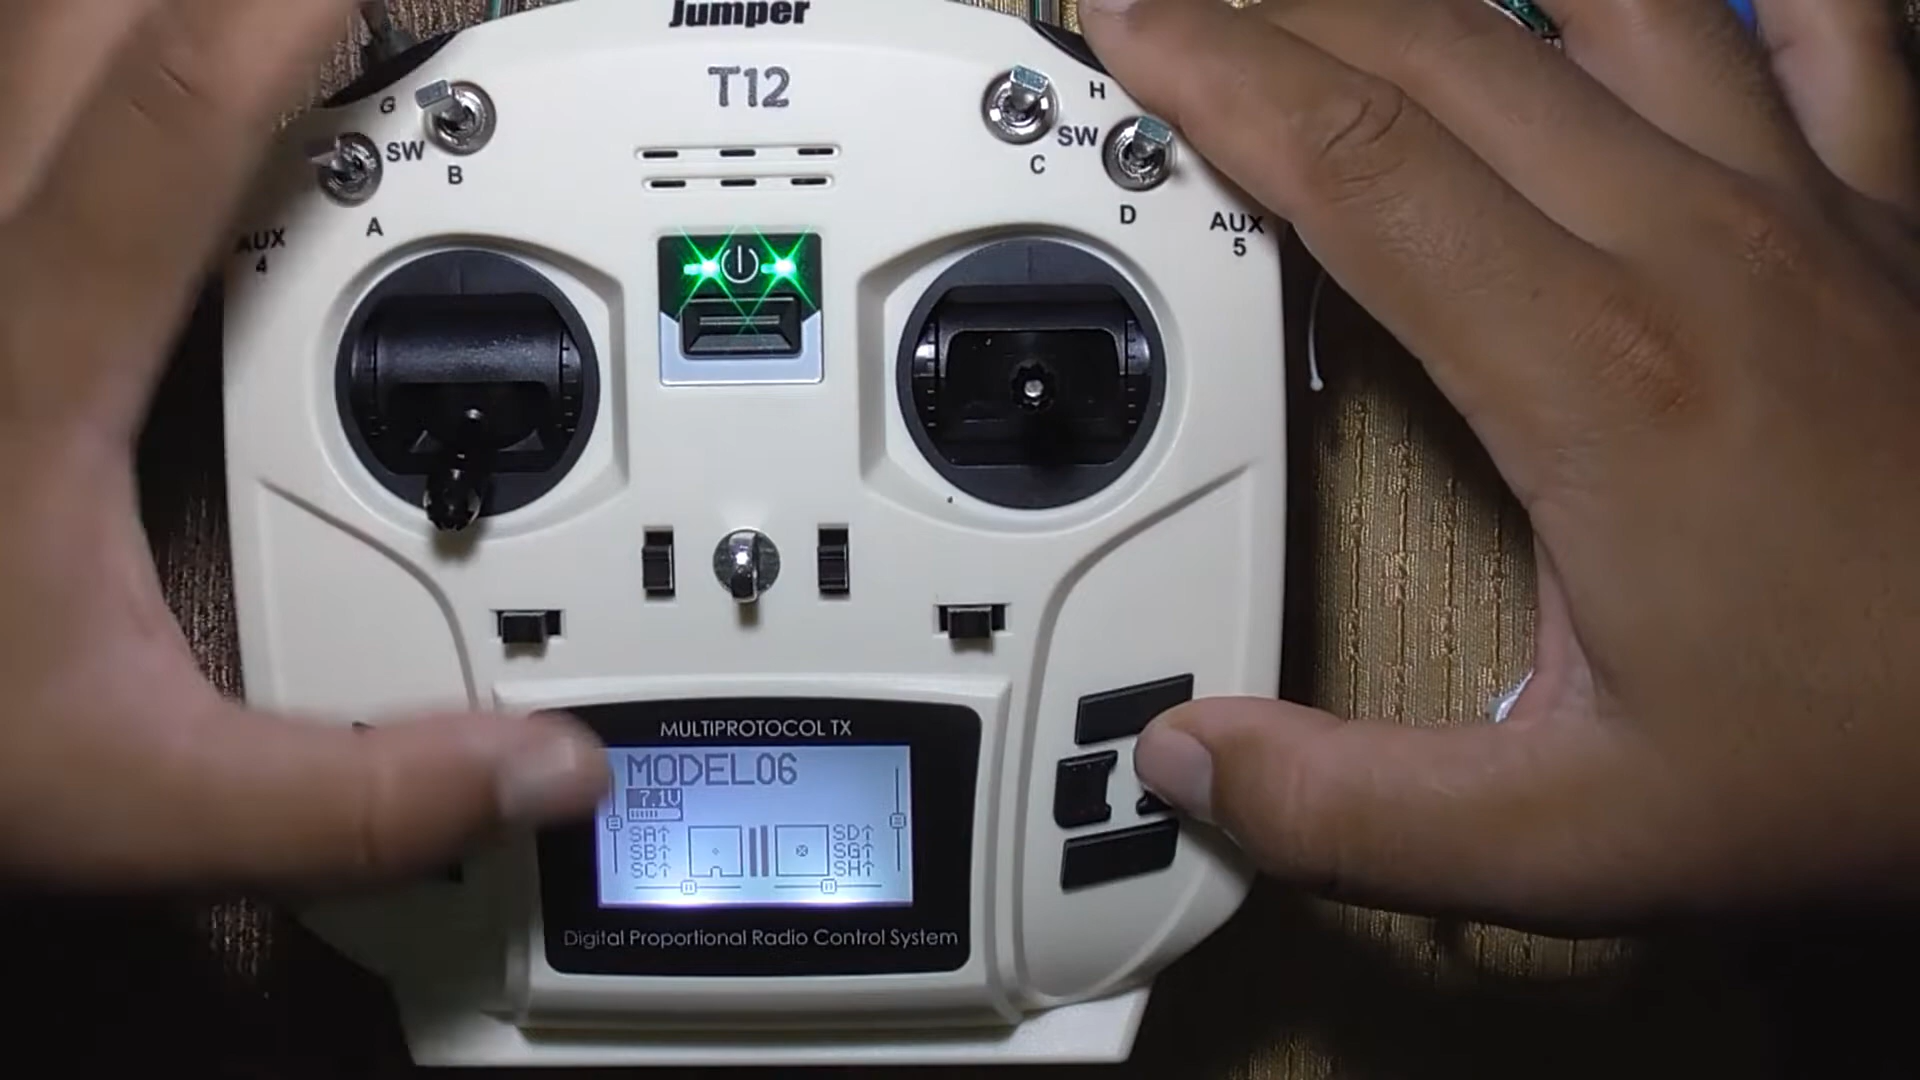 Jumper
T12
G
H
SW
SW
B
C
A
D
AUX
4
AUX
5
MULTIPROTOCOL TX
MODEL06
7.1V
SA↑
SD↑
SB↑
SG↑
SC↑
SH↑
Digital Proportional Radio Control System